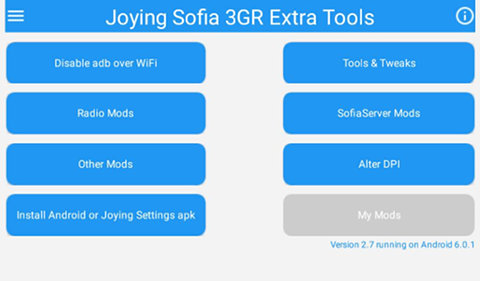 Joying Sofia 3GR Extra Tools
Disable adb over WiFi
Tools & Tweaks
Radio Mods
SofiaServer Mods
Other Mods
Alter DPI
Install Android or Joying Settings apk
My Mods
Version 2.7 running on Android 6.0.1